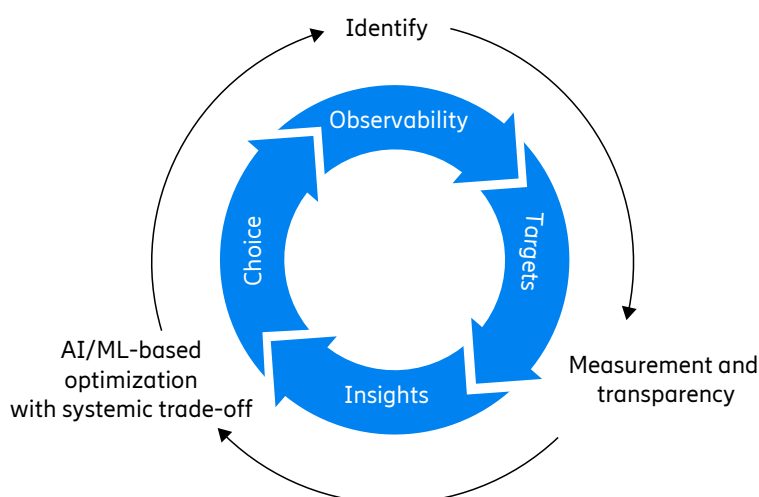 Identify
Observability
Targets
Choice
Insights
Measurement and
transparency
AI/ML-based
optimization
with systemic trade-off